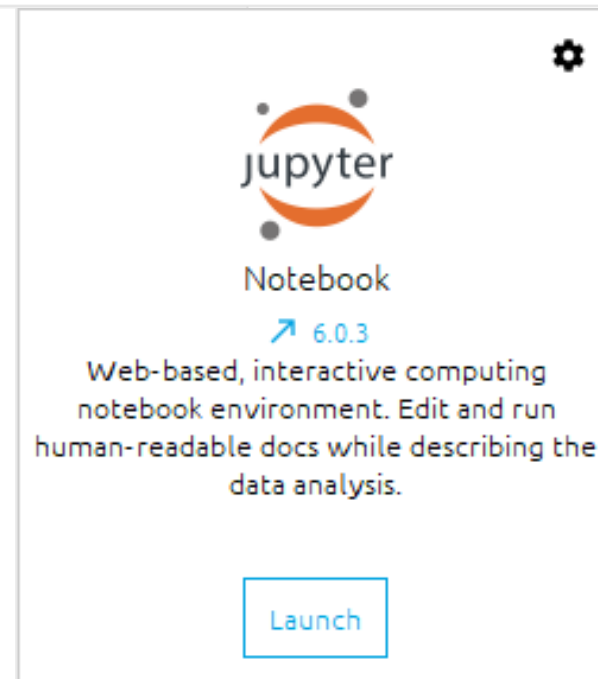 jupyter
Notebook
6.0.3
Web-based, interactive computing
notebook environment. Edit and run
human-readable docs while describing the
data analysis.
Launch